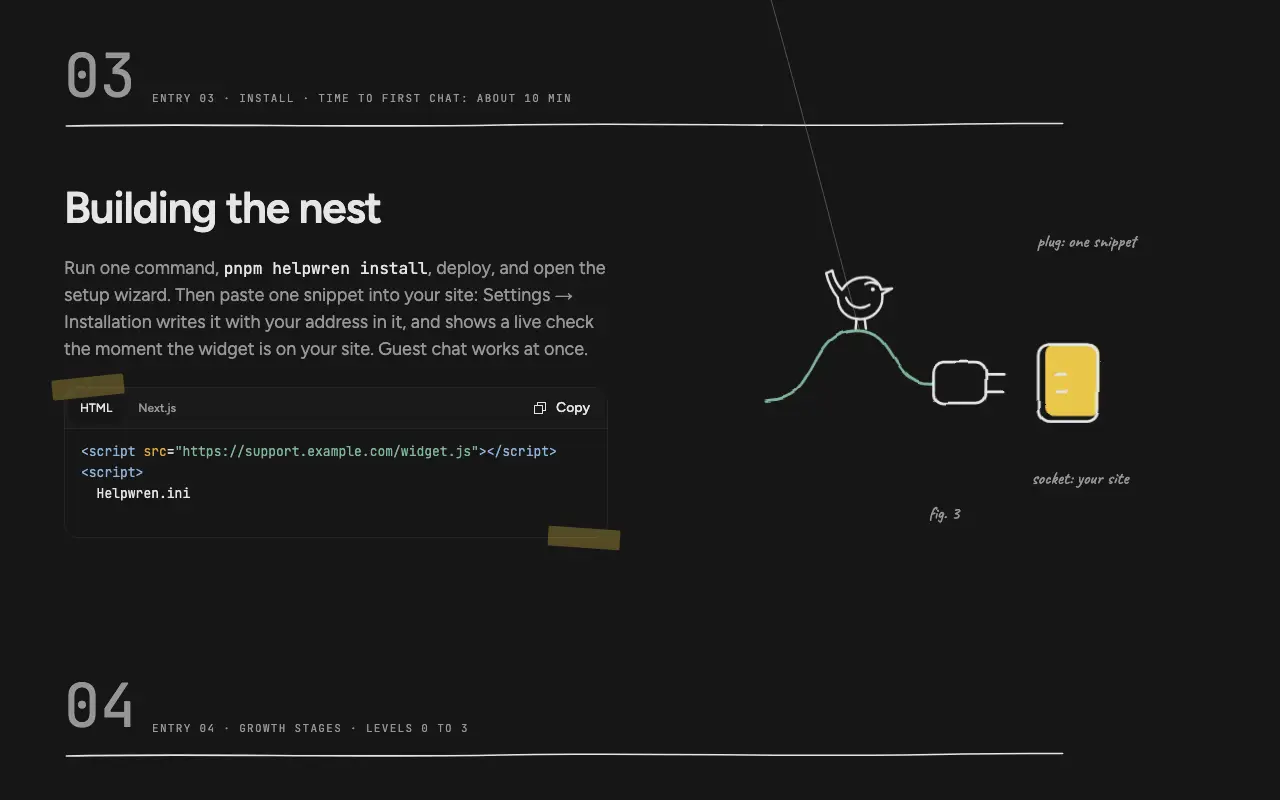 03
ENTRY 03 · INSTALL · TIME TO FIRST CHAT: ABOUT 10 MIN
Building the nest
Run one command, pnpm helpwren install, deploy, and open the
setup wizard. Then paste one snippet into your site: Settings →
Installation writes it with your address in it, and shows a live check
the moment the widget is on your site. Guest chat works at once.
HTML Next.js Copy
<script src="https://support.example.com/widget.js"></script>
<script>
  Helpwren.ini
plug: one snippet
socket: your site
fig. 3
04
ENTRY 04 · GROWTH STAGES · LEVELS 0 TO 3